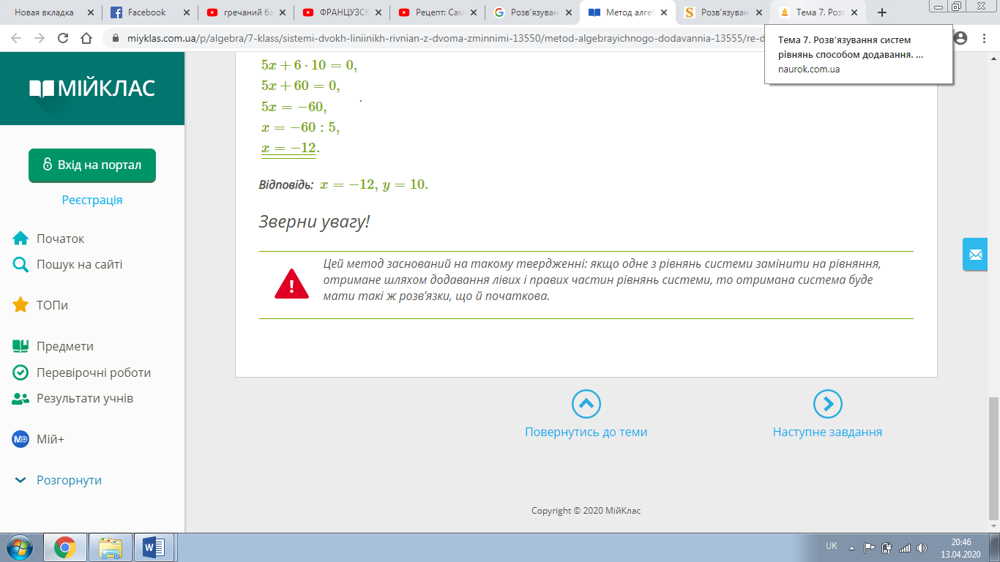 Новая вкладка
Facebook
гречаний ба
ФРАНЦУЗСК
Рецепт: Сам
Розв'язуван
Метод алге
Розв'язуван
Тема 7. Розв
miyklas.com.ua/p/algebra/7-klass/sistemi-dvokh-liniinikh-rivnian-z-dvoma-zminnimi-13550/metod-algebrayichnogo-dodavannia-13555/re-d
Тема 7. Розв'язування систем
рівнянь способом додавання. ...
naurok.com.ua
МІЙКЛАС
Вхід на портал
Реєстрація
Початок
Пошук на сайті
ТОПи
Предмети
Перевірочні роботи
Результати учнів
Мій+
Розгорнути
5x + 6 · 10 = 0,
5x + 60 = 0,
5x = −60,
x = −60 : 5,
x = −12.
Відповідь: x = −12, y = 10.
Зверни увагу!
Цей метод заснований на такому твердженні: якщо одне з рівнянь системи замінити на рівняння,
отримане шляхом додавання лівих і правих частин рівнянь системи, то отримана система буде
мати такі ж розв'язки, що й початкова.
Повернутись до теми
Наступне завдання
Copyright © 2020 МійКлас
UK
20:46
13.04.2020